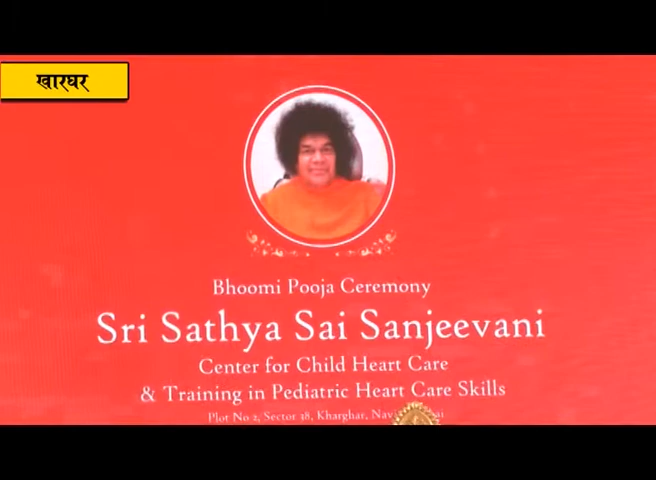 खारघर
Bhoomi Pooja Ceremony
Sri Sathya Sai Sanjeevani
Center for Child Heart Care
& Training in Pediatric Heart Care Skills
Plot No 2, Sector 38, Kharghar,